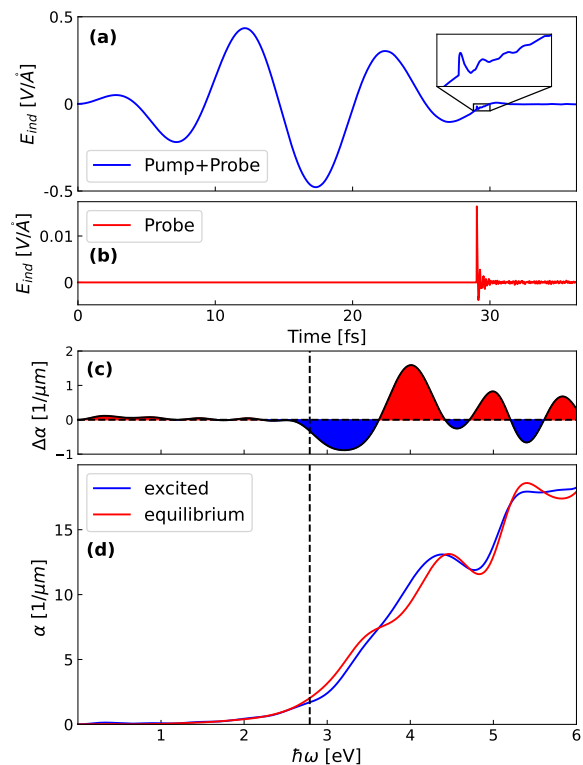 (a)
0.5
0
-0.5
E_ind [V/Å]
Pump+Probe
Probe
(b)
0.01
0
E_ind [V/Å]
0 10 20 30
Time [fs]
(c)
2
1
0
−1
Δα [1/μm]
excited
equilibrium
(d)
15
10
5
0
α [1/μm]
0 1 2 3 4 5 6
ħω [eV]